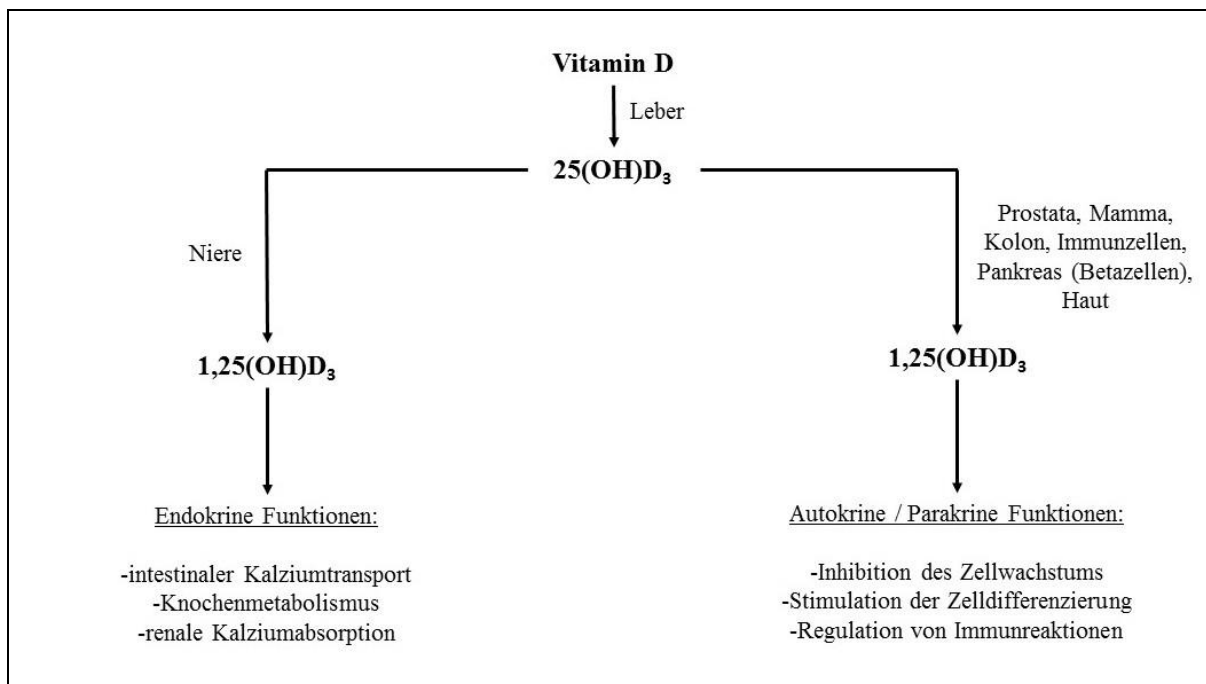 Vitamin D
Leber
25(OH)D₃
Niere
1,25(OH)D₃
Endokrine Funktionen:
-intestinaler Kalziumtransport
-Knochenmetabolismus
-renale Kalziumabsorption
Prostata, Mamma,
Kolon, Immunzellen,
Pankreas (Betazellen),
Haut
1,25(OH)D₃
Autokrine / Parakrine Funktionen:
-Inhibition des Zellwachstums
-Stimulation der Zelldifferenzierung
-Regulation von Immunreaktionen